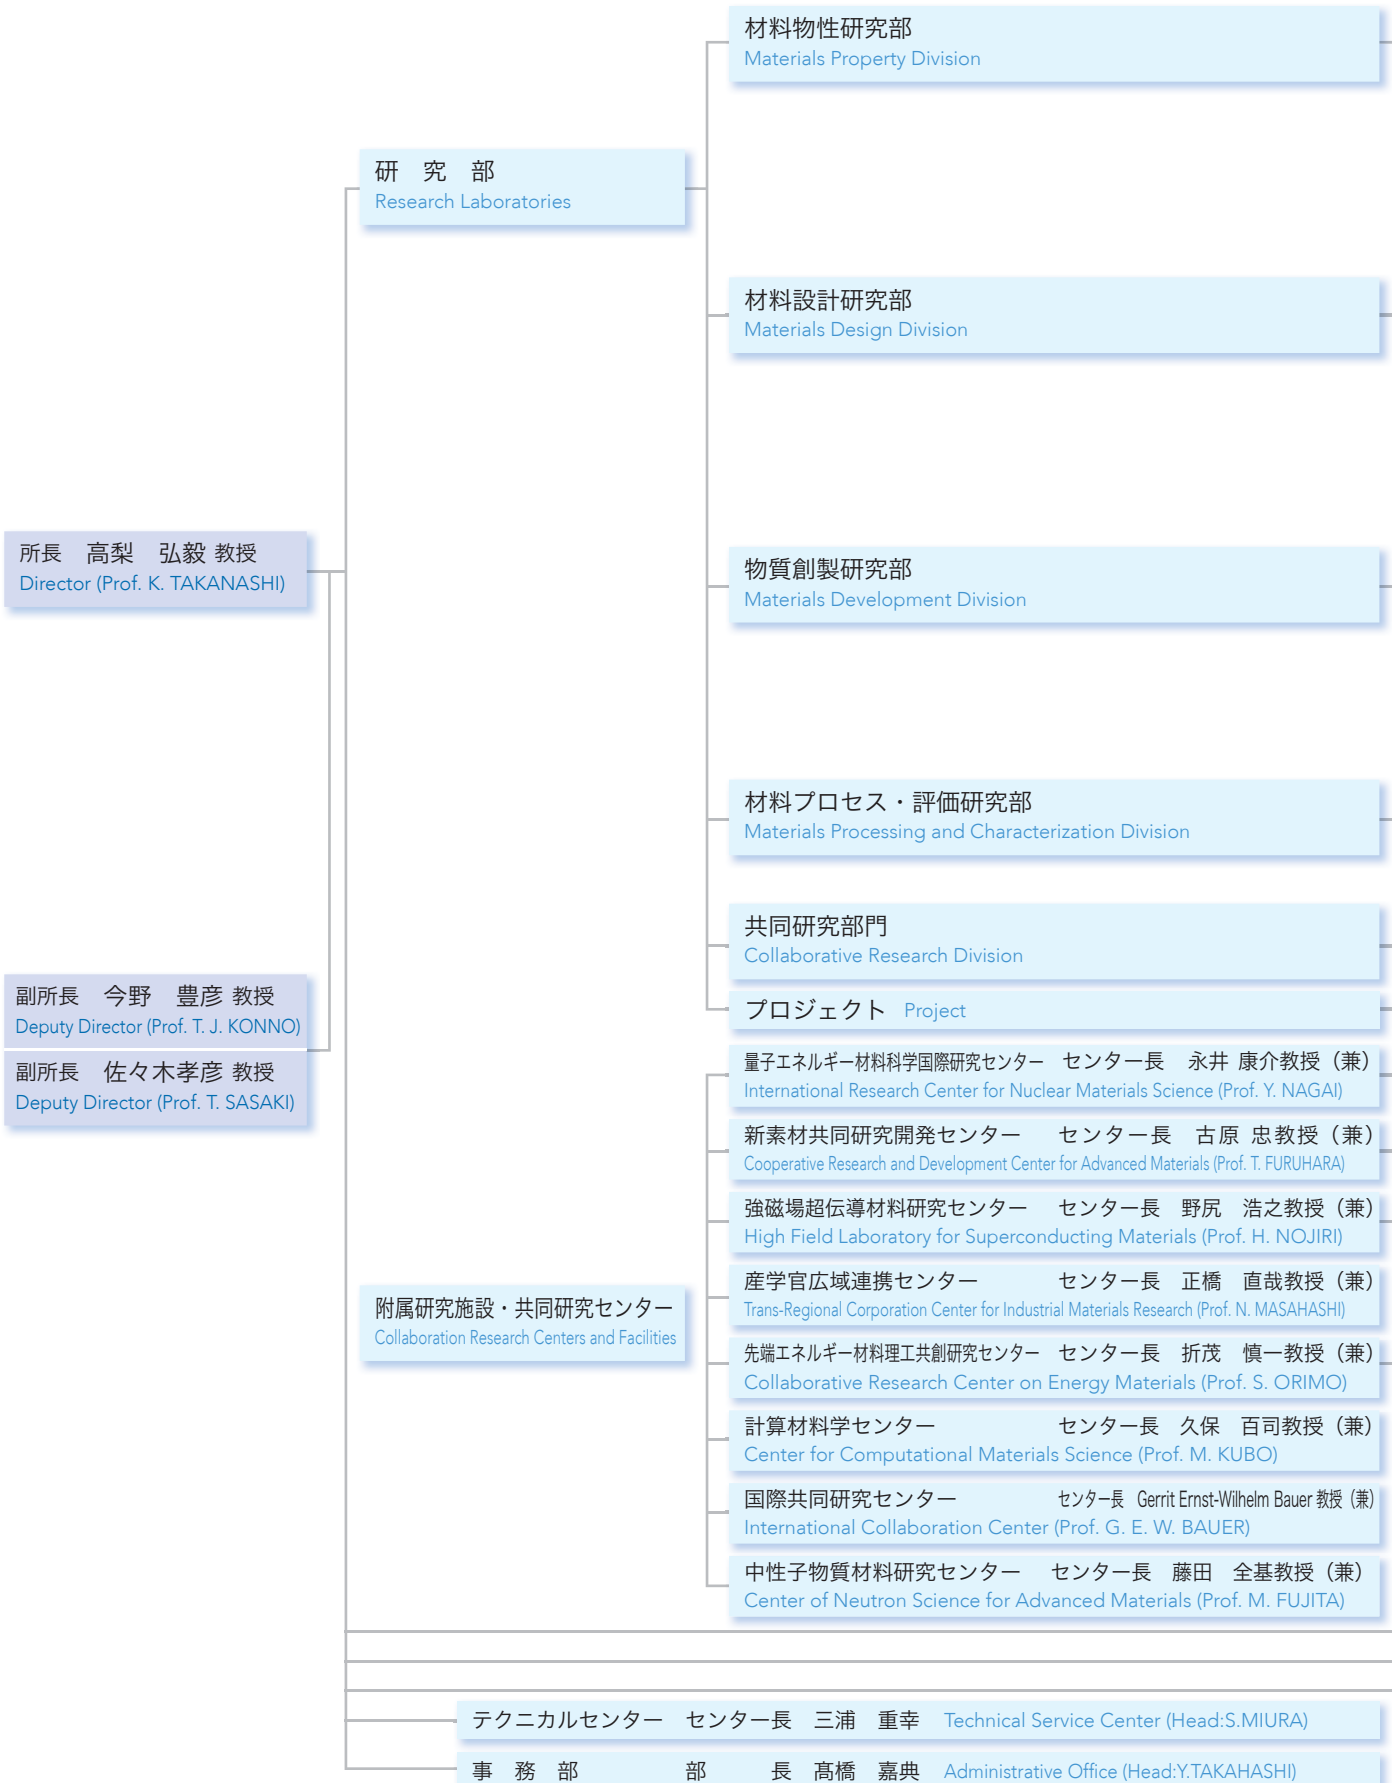 材料物性研究部
Materials Property Division
研　究　部
Research Laboratories
材料設計研究部
Materials Design Division
所長　高梨　弘毅 教授
Director (Prof. K. TAKANASHI)
物質創製研究部
Materials Development Division
材料プロセス・評価研究部
Materials Processing and Characterization Division
共同研究部門
Collaborative Research Division
副所長　今野　豊彦 教授
Deputy Director (Prof. T. J. KONNO)
副所長　佐々木孝彦 教授
Deputy Director (Prof. T. SASAKI)
プロジェクト Project
量子エネルギー材料科学国際研究センター　センター長　永井 康介教授（兼）
International Research Center for Nuclear Materials Science (Prof. Y. NAGAI)
新素材共同研究開発センター　センター長　古原 忠教授（兼）
Cooperative Research and Development Center for Advanced Materials (Prof. T. FURUHARA)
強磁場超伝導材料研究センター　センター長　野尻　浩之教授（兼）
High Field Laboratory for Superconducting Materials (Prof. H. NOJIRI)
附属研究施設・共同研究センター
Collaboration Research Centers and Facilities
産学官広域連携センター　センター長　正橋　直哉教授（兼）
Trans-Regional Corporation Center for Industrial Materials Research (Prof. N. MASAHASHI)
先端エネルギー材料理工共創研究センター　センター長　折茂　慎一教授（兼）
Collaborative Research Center on Energy Materials (Prof. S. ORIMO)
計算材料学センター　センター長　久保　百司教授（兼）
Center for Computational Materials Science (Prof. M. KUBO)
国際共同研究センター　センター長　Gerrit Ernst-Wilhelm Bauer 教授（兼）
International Collaboration Center (Prof. G. E. W. BAUER)
中性子物質材料研究センター　センター長　藤田　全基教授（兼）
Center of Neutron Science for Advanced Materials (Prof. M. FUJITA)
テクニカルセンター　センター長　三浦　重幸　Technical Service Center (Head:S.MIURA)
事　務　部　部　長　髙橋　嘉典　Administrative Office (Head:Y.TAKAHASHI)